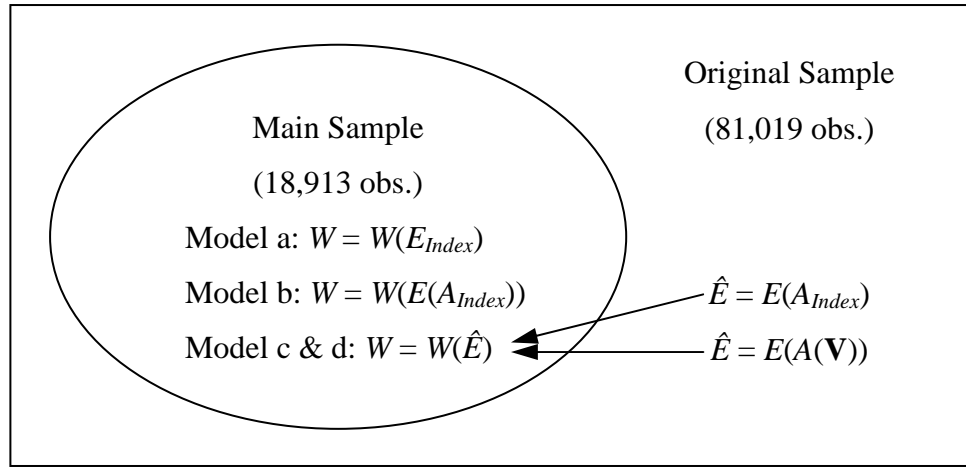 Original Sample
(81,019 obs.)
Main Sample
(18,913 obs.)
Model a: W = W(E_Index)
Model b: W = W(E(A_Index))
Model c & d: W = W(Ê)
Ê = E(A_Index)
Ê = E(A(V))